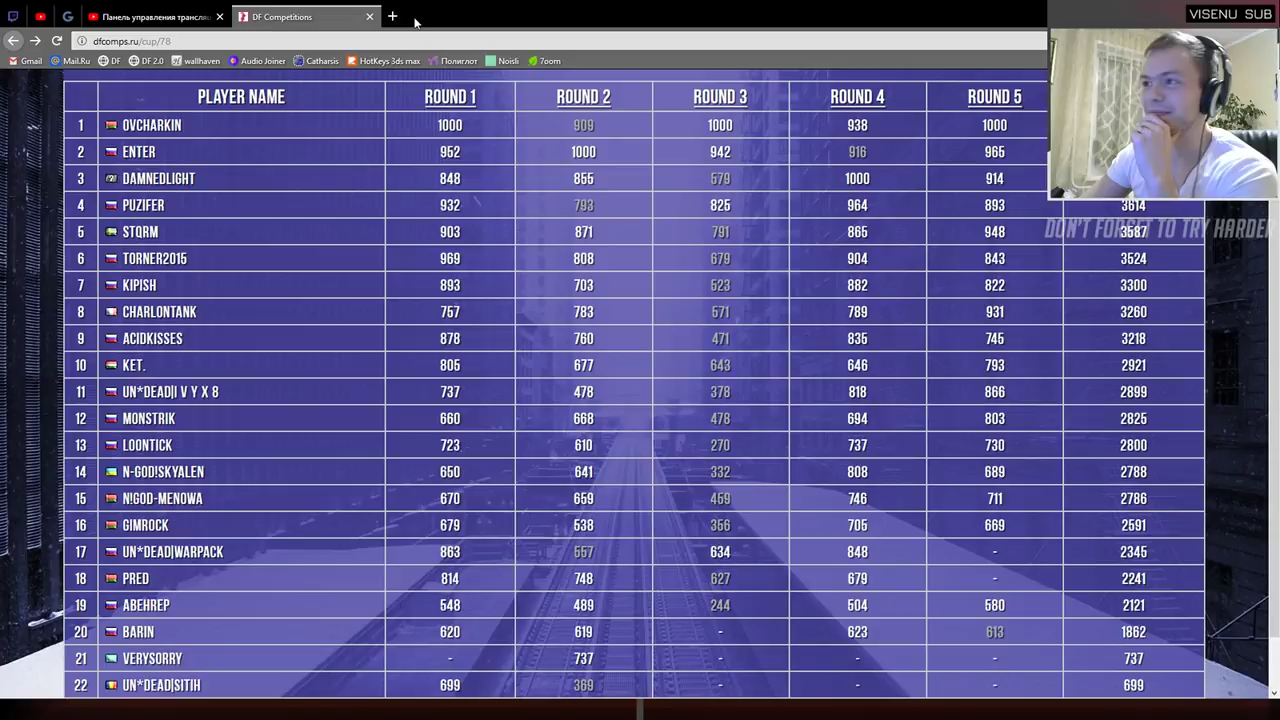 VISENU SUB
Панель управления трансляц
DF Competitions
dfcomps.ru/cup/78
Gmail Mail.Ru DF DF 2.0 wallhaven Audio Joiner Catharsis HotKeys 3ds max Полиглот Noisli 7oom
PLAYER NAME ROUND 1 ROUND 2 ROUND 3 ROUND 4 ROUND 5
1 OVCHARKIN 1000 909 1000 938 1000
2 ENTER 952 1000 942 916 965
3 DAMNEDLIGHT 848 855 579 1000 914
4 PUZIFER 932 793 825 964 893 3614
DON'T FORGET TO TRY HARDER
5 STQRM 903 871 791 865 948 3587
6 TORNER2015 969 808 679 904 843 3524
7 KIPISH 893 703 523 882 822 3300
8 CHARLONTANK 757 783 571 789 931 3260
9 ACIDKISSES 878 760 471 835 745 3218
10 KET. 805 677 643 646 793 2921
11 UN*DEAD|I V Y X 8 737 478 378 818 866 2899
12 MONSTRIK 660 668 476 694 803 2825
13 LOONTICK 723 610 270 737 730 2800
14 N-GOD!SKYALEN 650 641 332 808 689 2788
15 N!GOD-MENOWA 670 659 459 746 711 2786
16 GIMROCK 679 538 356 705 669 2591
17 UN*DEAD|WARPACK 863 557 634 848 - 2345
18 PRED 814 748 627 679 - 2241
19 ABEHREP 548 489 244 504 580 2121
20 BARIN 620 619 - 623 613 1862
21 VERYSORRY - 737 - - - 737
22 UN*DEAD|SITIH 699 369 - - - 699